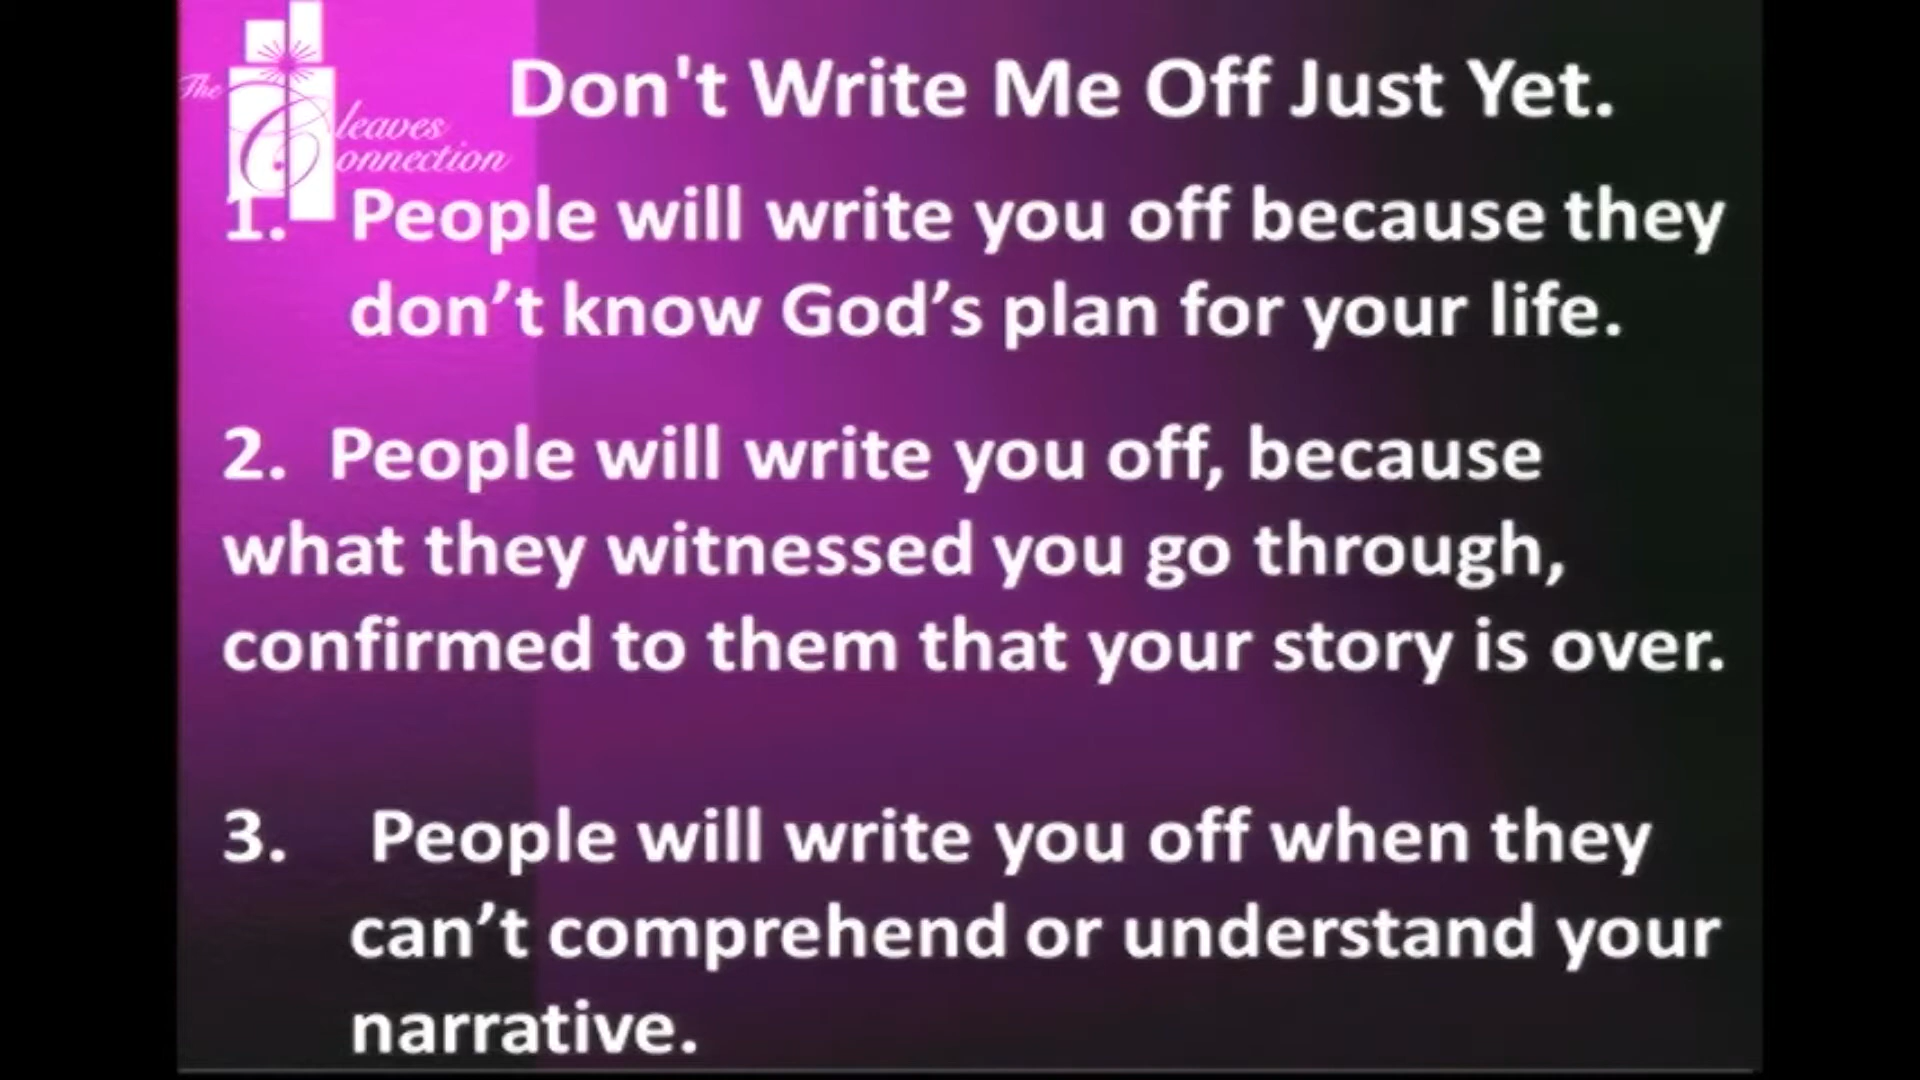 The
Cleaves
Connection
Don't Write Me Off Just Yet.
1. People will write you off because they
don’t know God’s plan for your life.
2. People will write you off, because
what they witnessed you go through,
confirmed to them that your story is over.
3. People will write you off when they
can’t comprehend or understand your
narrative.